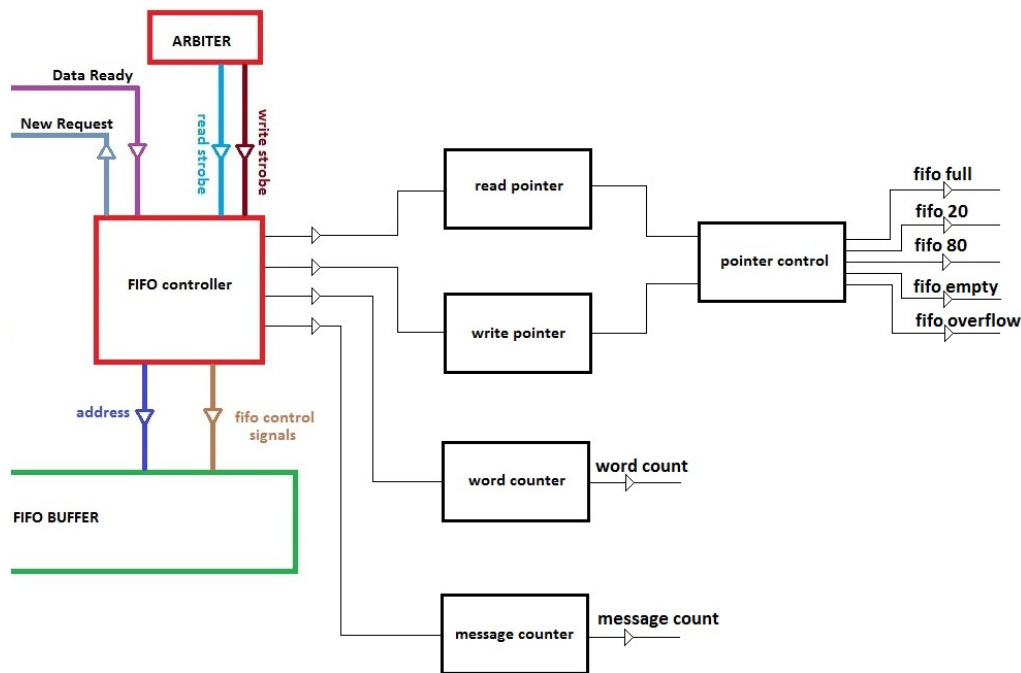 ARBITER
Data Ready
New Request
read strobe
write strobe
FIFO controller
address
fifo control
signals
FIFO BUFFER
read pointer
write pointer
pointer control
fifo full
fifo 20
fifo 80
fifo empty
fifo overflow
word counter
word count
message counter
message count